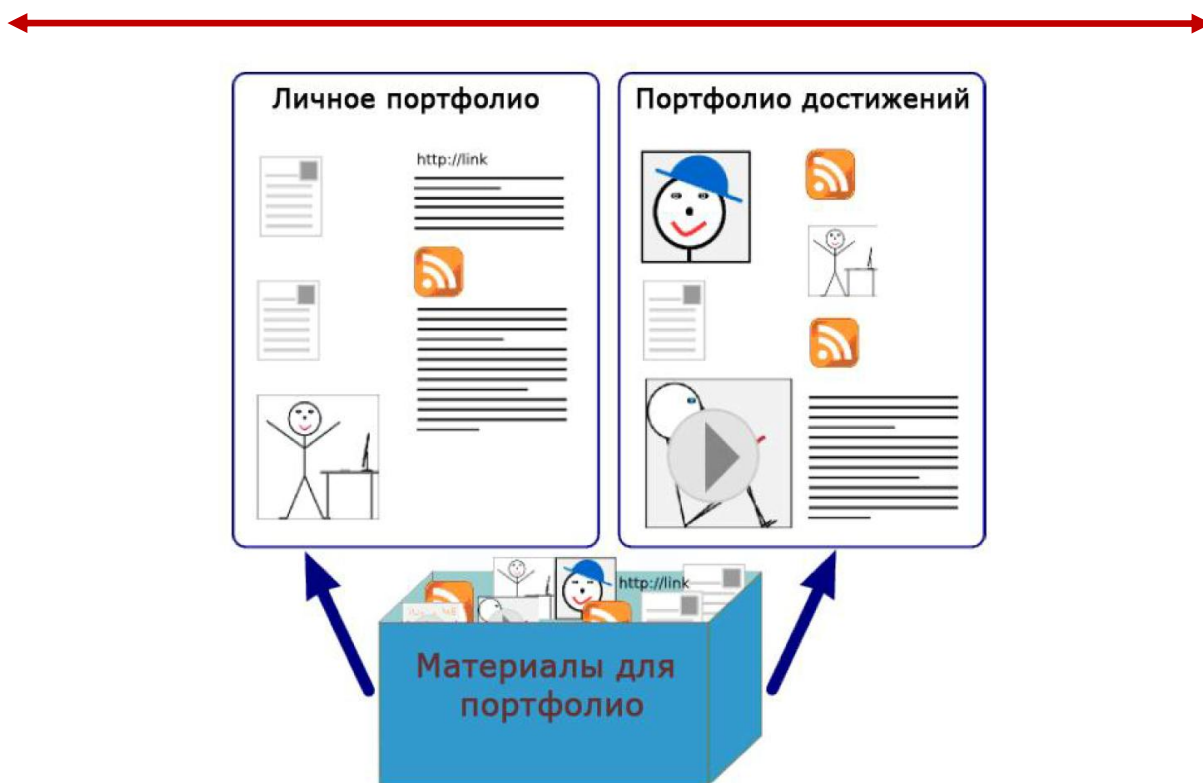 Личное портфолио
http://link
Портфолио достижений
http://link
Материалы для
портфолио